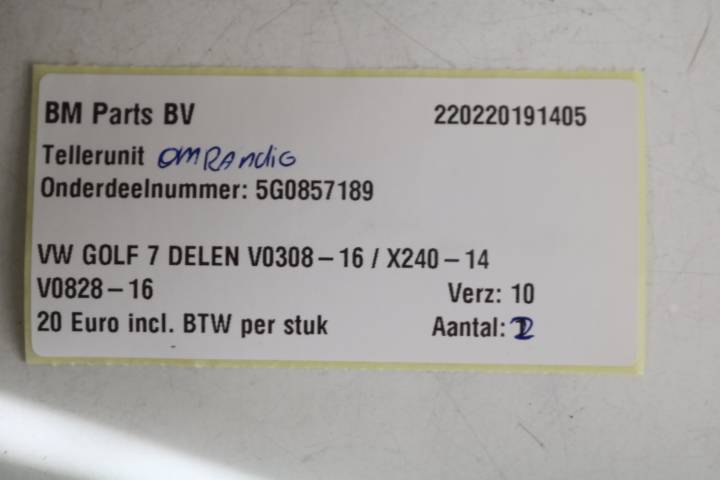 BM Parts BV 220220191405
Tellerunit OMRANDIG
Onderdeelnummer: 5G0857189
VW GOLF 7 DELEN V0308-16 / X240-14
V0828-16 Verz: 10
20 Euro incl. BTW per stuk Aantal: 2